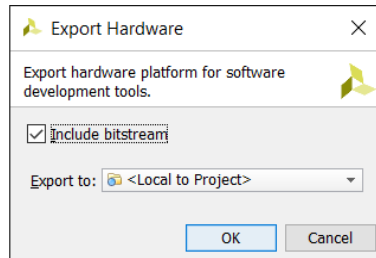 Export Hardware
Export hardware platform for software
development tools.
Include bitstream
Export to: <Local to Project>
OK Cancel